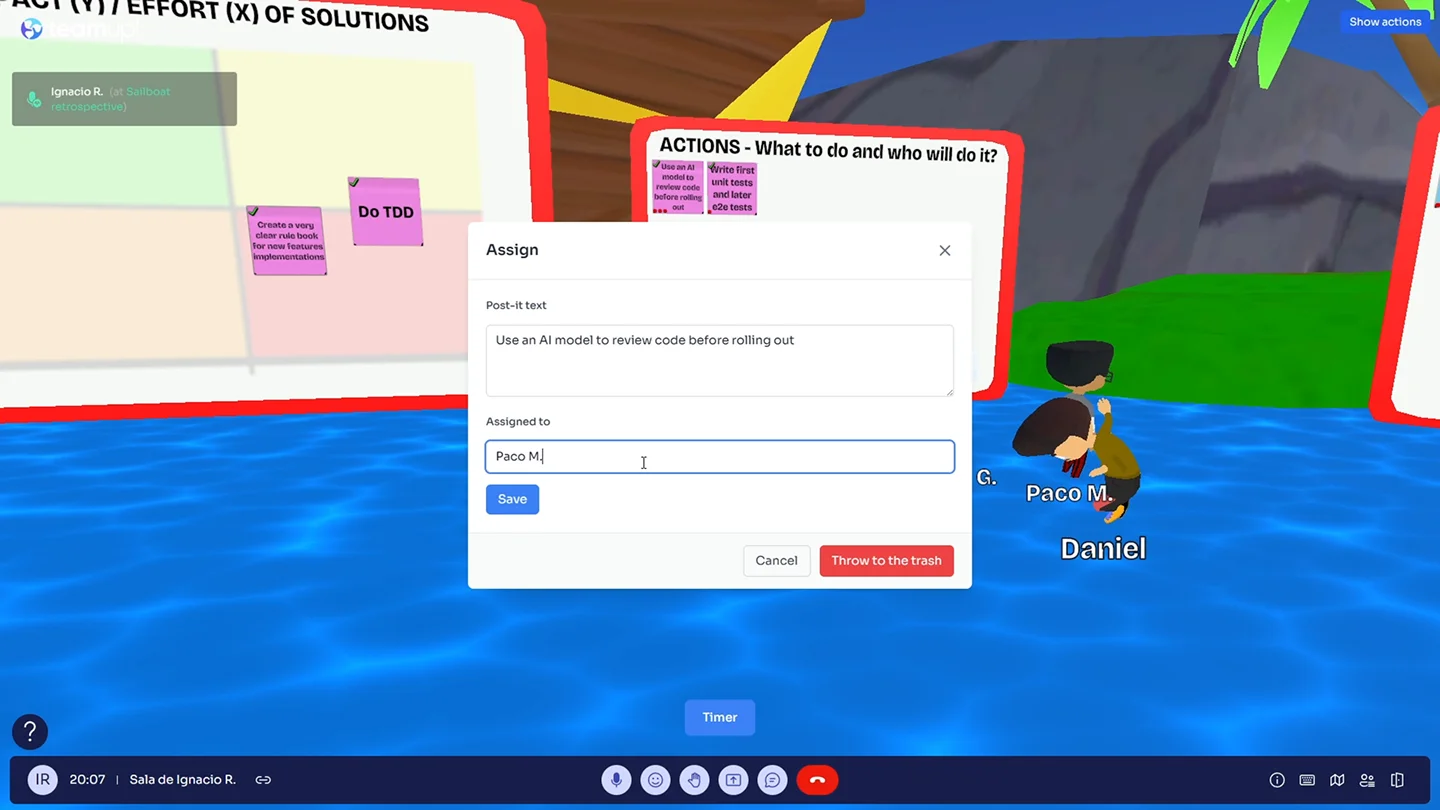 ACT (Y) / EFFORT (X) OF SOLUTIONS
teamup
Show actions
Ignacio R. (at Sailboat
retrospective)
ACTIONS - What to do and who will do it?
Use an AI
model to
review code
before rolling
out
Write first
unit tests
and later
e2e tests
Do TDD
Create a very
clear rule book
for new features
implementations
Assign
Post-it text
Use an AI model to review code before rolling out
Assigned to
Paco M.
Save
Cancel
Throw to the trash
G.
Paco M.
Daniel
Timer
?
IR
20:07 | Sala de Ignacio R.